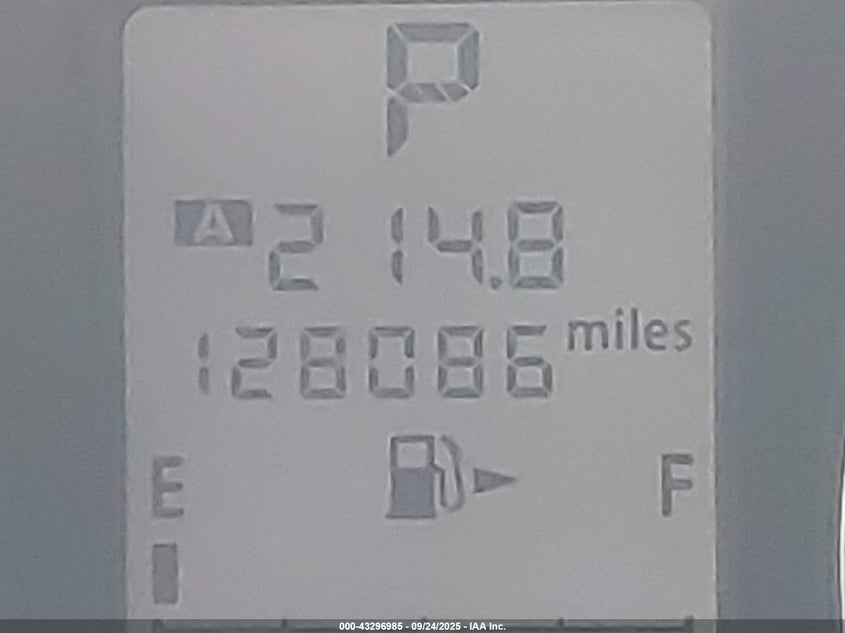 P
A 214.8
128086 miles
E F
000-43296985 - 09/24/2025 - IAA Inc.